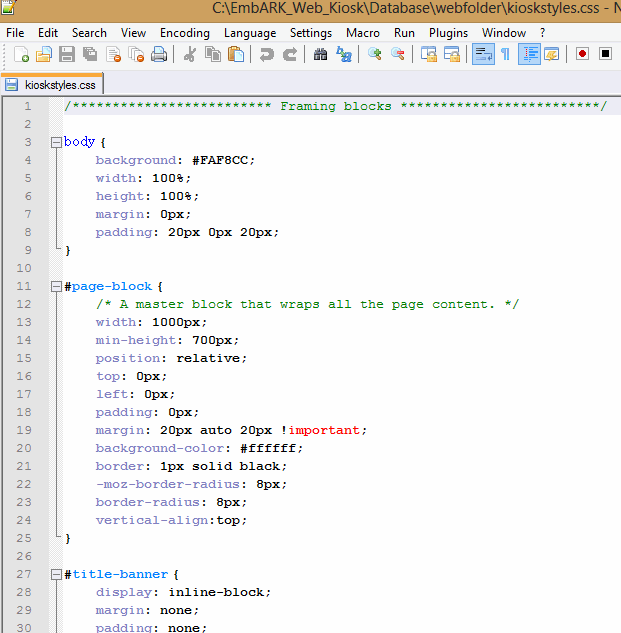 C:\EmbARK_Web_Kiosk\Database\webfolder\kioskstyles.css - N
File Edit Search View Encoding Language Settings Macro Run Plugins Window ?
kioskstyles.css
1 /************************* Framing blocks *************************/
2
3 body {
4 background: #FAF8CC;
5 width: 100%;
6 height: 100%;
7 margin: 0px;
8 padding: 20px 0px 20px;
9 }
10
11 #page-block {
12 /* A master block that wraps all the page content. */
13 width: 1000px;
14 min-height: 700px;
15 position: relative;
16 top: 0px;
17 left: 0px;
18 padding: 0px;
19 margin: 20px auto 20px !important;
20 background-color: #ffffff;
21 border: 1px solid black;
22 -moz-border-radius: 8px;
23 border-radius: 8px;
24 vertical-align:top;
25 }
26
27 #title-banner {
28 display: inline-block;
29 margin: none;
30 padding: none;